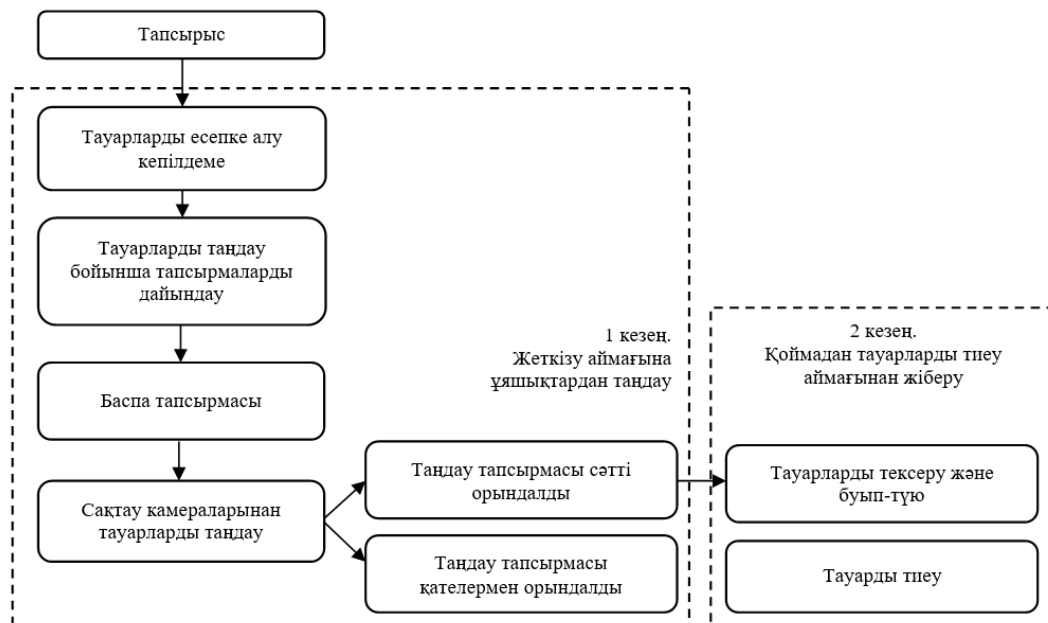 Тапсырыс
Тауарларды есепке алу
кепілдеме
Тауарларды таңдау
бойынша тапсырмаларды
дайындау
Баспа тапсырмасы
Сақтау камераларынан
тауарларды таңдау
1 кезең.
Жеткізу аймағына
ұяшықтардан таңдау
Таңдау тапсырмасы сәтті
орындалды
Таңдау тапсырмасы
қателермен орындалды
2 кезең.
Қоймадан тауарларды тиеу
аймағынан жіберу
Тауарларды тексеру және
буып-түю
Тауарды тиеу